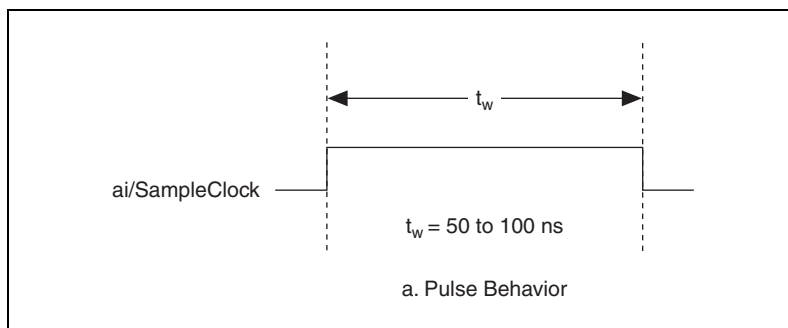 t_w
ai/SampleClock
t_w = 50 to 100 ns
a. Pulse Behavior